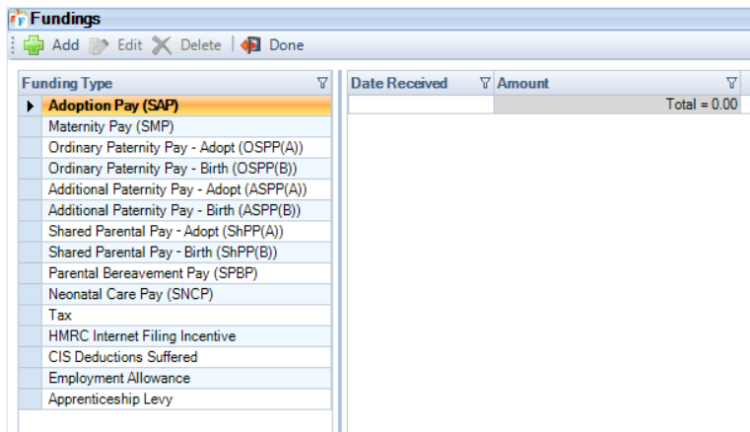 Fundings
Add Edit Delete Done
Funding Type Date Received Amount
Adoption Pay (SAP) Total = 0.00
Maternity Pay (SMP)
Ordinary Paternity Pay - Adopt (OSPP(A))
Ordinary Paternity Pay - Birth (OSPP(B))
Additional Paternity Pay - Adopt (ASPP(A))
Additional Paternity Pay - Birth (ASPP(B))
Shared Parental Pay - Adopt (ShPP(A))
Shared Parental Pay - Birth (ShPP(B))
Parental Bereavement Pay (SPBP)
Neonatal Care Pay (SNCP)
Tax
HMRC Internet Filing Incentive
CIS Deductions Suffered
Employment Allowance
Apprenticeship Levy